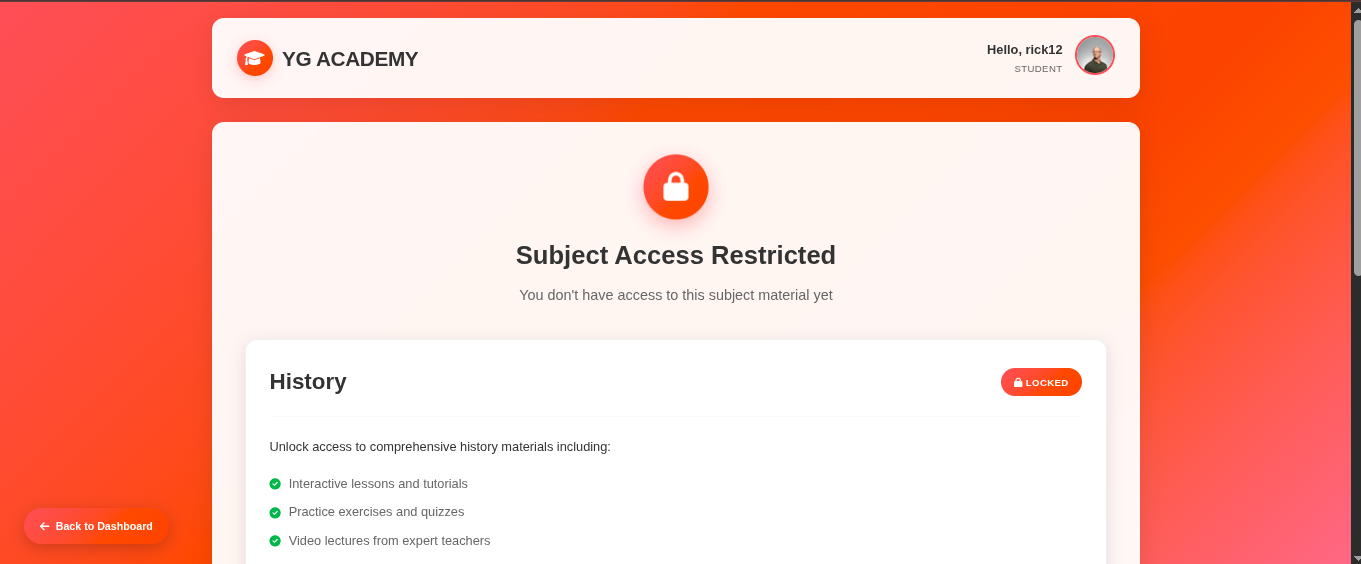 YG ACADEMY
Hello, rick12
STUDENT
Subject Access Restricted
You don't have access to this subject material yet
History
LOCKED
Unlock access to comprehensive history materials including:
Interactive lessons and tutorials
Practice exercises and quizzes
Video lectures from expert teachers
Back to Dashboard